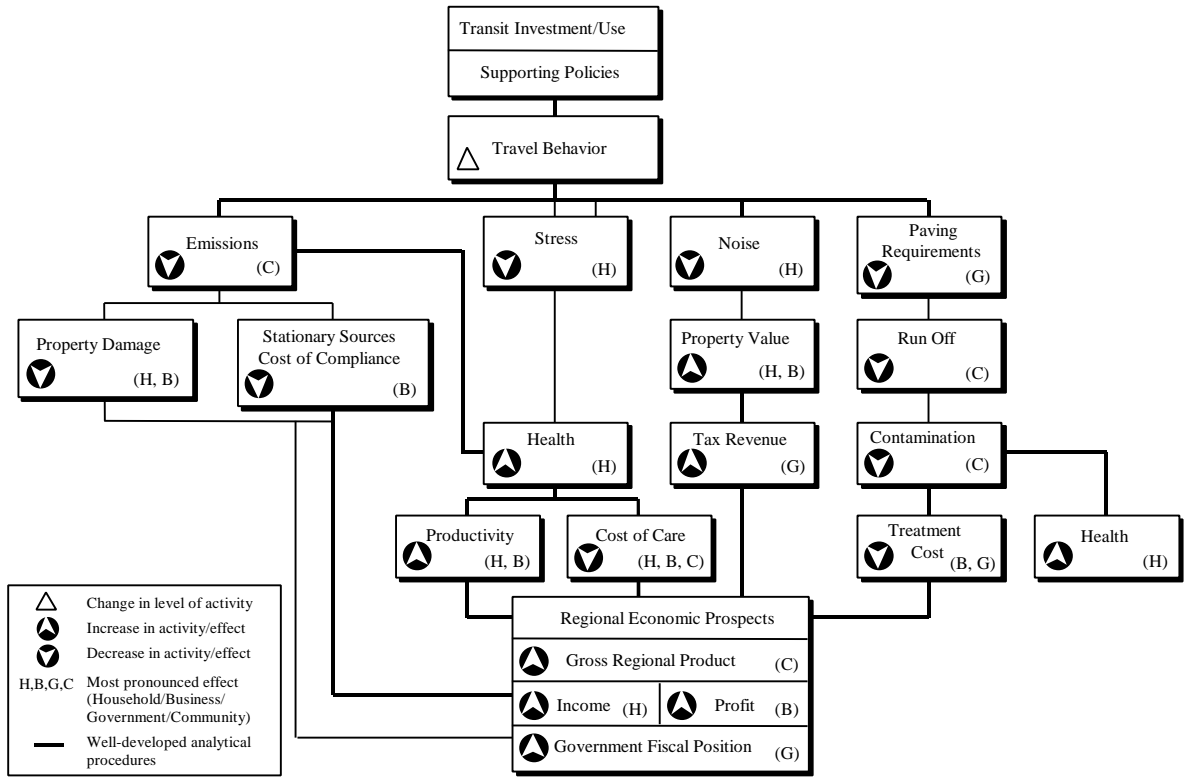 Transit Investment/Use
Supporting Policies
Travel Behavior
Emissions
(C)
Stress
(H)
Noise
(H)
Paving
Requirements
(G)
Property Damage
(H, B)
Stationary Sources
Cost of Compliance
(B)
Property Value
(H, B)
Run Off
(C)
Health
(H)
Tax Revenue
(G)
Contamination
(C)
Productivity
(H, B)
Cost of Care
(H, B, C)
Treatment
Cost
(B, G)
Health
(H)
Regional Economic Prospects
Gross Regional Product (C)
Income (H)
Profit (B)
Government Fiscal Position (G)
Change in level of activity
Increase in activity/effect
Decrease in activity/effect
H,B,G,C Most pronounced effect
(Household/Business/
Government/Community)
Well-developed analytical
procedures